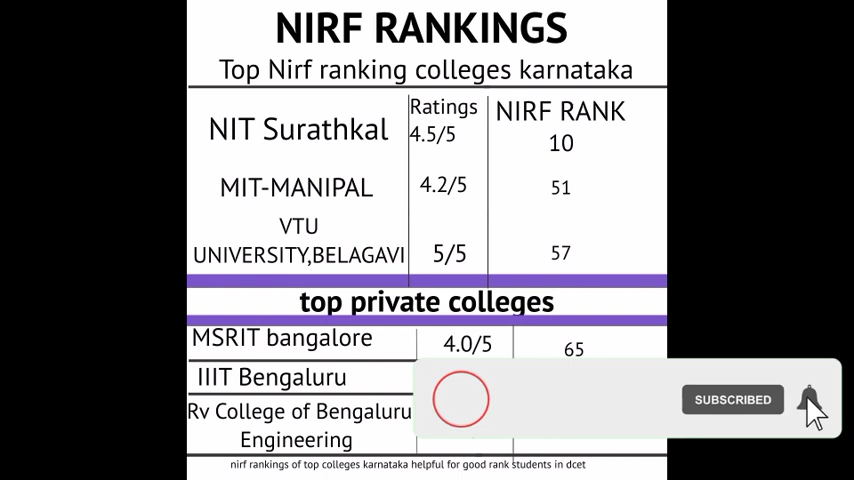 NIRF RANKINGS
Top Nirf ranking colleges karnataka
Ratings
NIRF RANK
NIT Surathkal
4.5/5
10
MIT-MANIPAL
4.2/5
51
VTU
UNIVERSITY,BELAGAVI
5/5
57
top private colleges
MSRIT bangalore
4.0/5
65
IIIT Bengaluru
SUBSCRIBED
Rv College of Bengaluru
Engineering
nirf rankings of top colleges karnataka helpful for good rank students in dcet